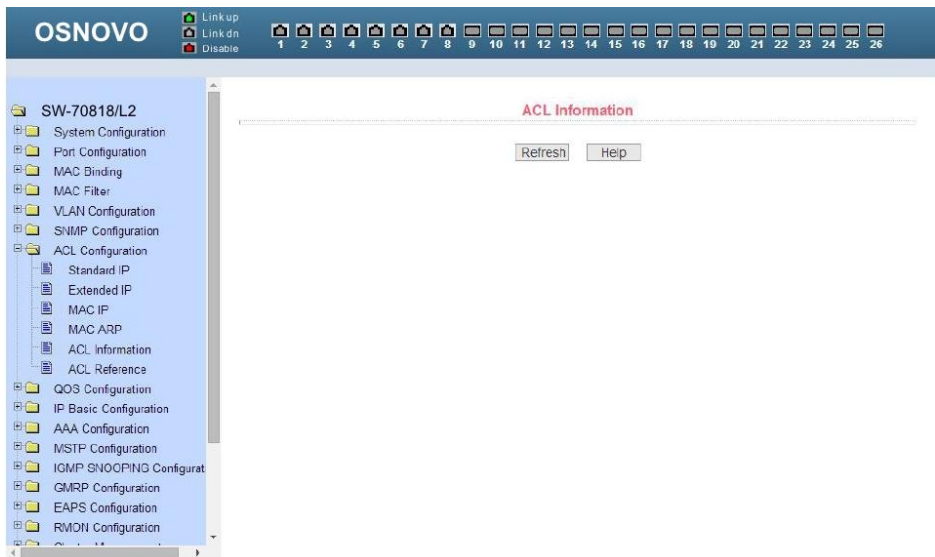 OSNOVO
Link up
Link dn
Disable
1 2 3 4 5 6 7 8 9 10 11 12 13 14 15 16 17 18 19 20 21 22 23 24 25 26
SW-70818/L2
System Configuration
Port Configuration
MAC Binding
MAC Filter
VLAN Configuration
SNMP Configuration
ACL Configuration
Standard IP
Extended IP
MAC IP
MAC ARP
ACL Information
ACL Reference
QOS Configuration
IP Basic Configuration
AAA Configuration
MSTP Configuration
IGMP SNOOPING Configurat
GMRP Configuration
EAPS Configuration
RMON Configuration
ACL Information
Refresh Help